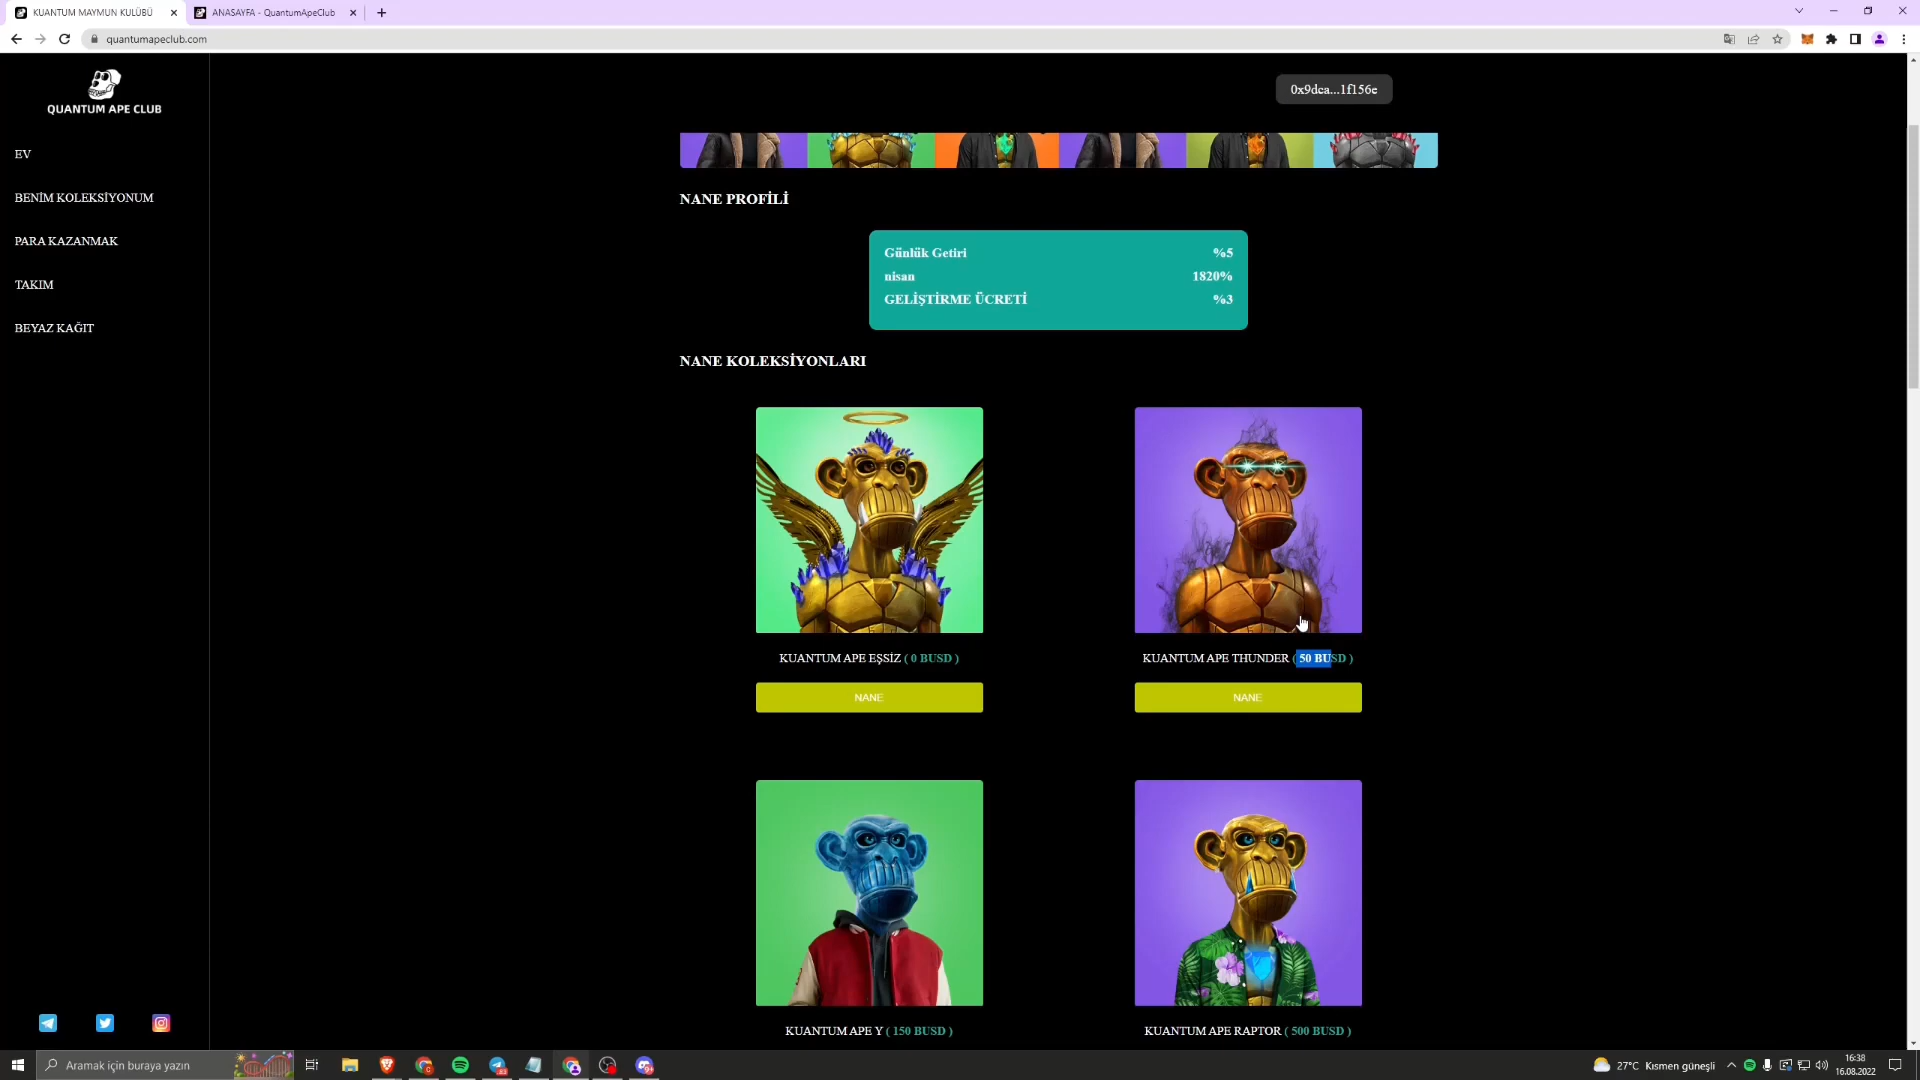 KUANTUM MAYMUN KULÜBÜ
ANASAYFA - QuantumApeClub
quantumapeclub.com
QUANTUM APE CLUB
0x9dca...1f156e
EV
BENİM KOLEKSİYONUM
PARA KAZANMAK
TAKIM
BEYAZ KAĞIT
NANE PROFİLİ
Günlük Getiri %5
nisan 1820%
GELİŞTİRME ÜCRETİ %3
NANE KOLEKSİYONLARI
KUANTUM APE EŞSİZ ( 0 BUSD )
KUANTUM APE THUNDER ( 50 BUSD )
NANE
NANE
KUANTUM APE Y ( 150 BUSD )
KUANTUM APE RAPTOR ( 500 BUSD )
Aramak için buraya yazın
27°C Kısmen güneşli
16:38
16.08.2022